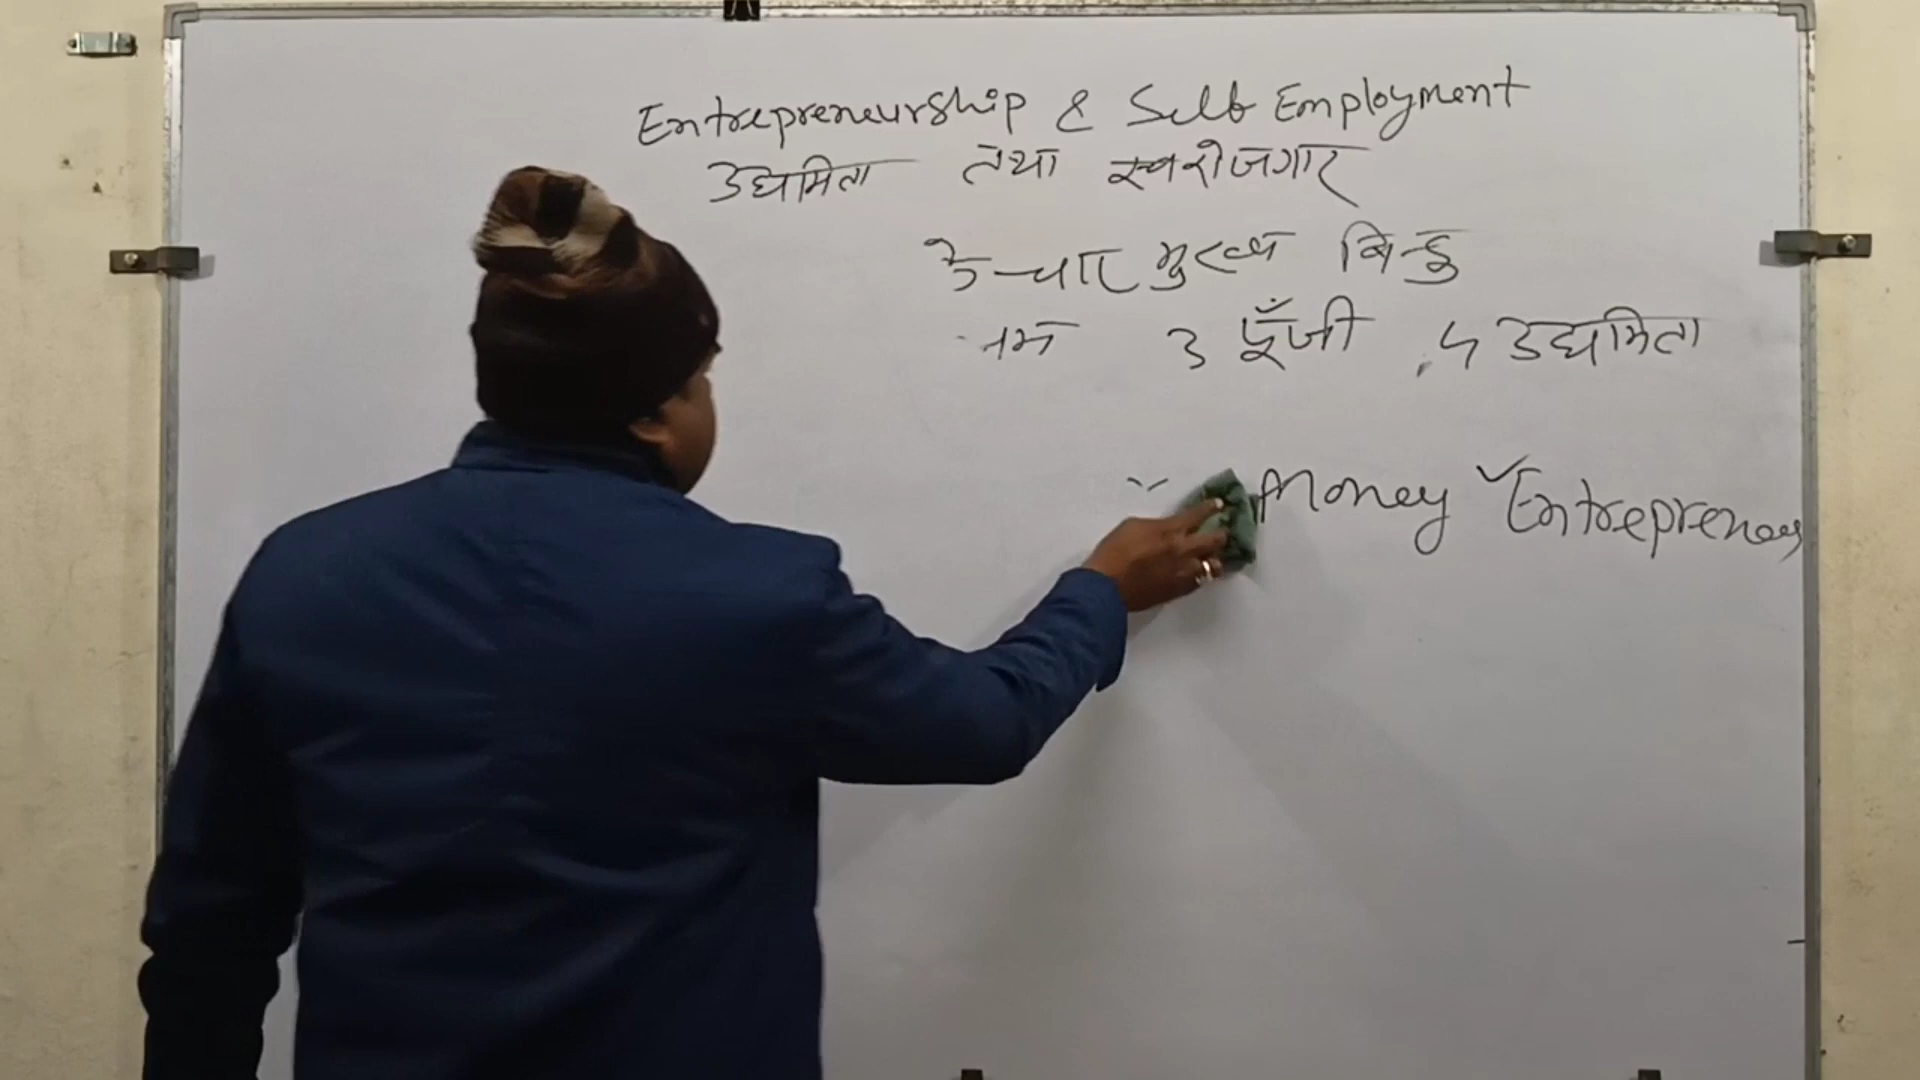 Entrepreneurship & Self Employment
उद्यमिता तथा स्वरोजगार
के चार मुख्य बिन्दु
3 पूँजी , 4 उद्यमिता
Money Entrepreneur